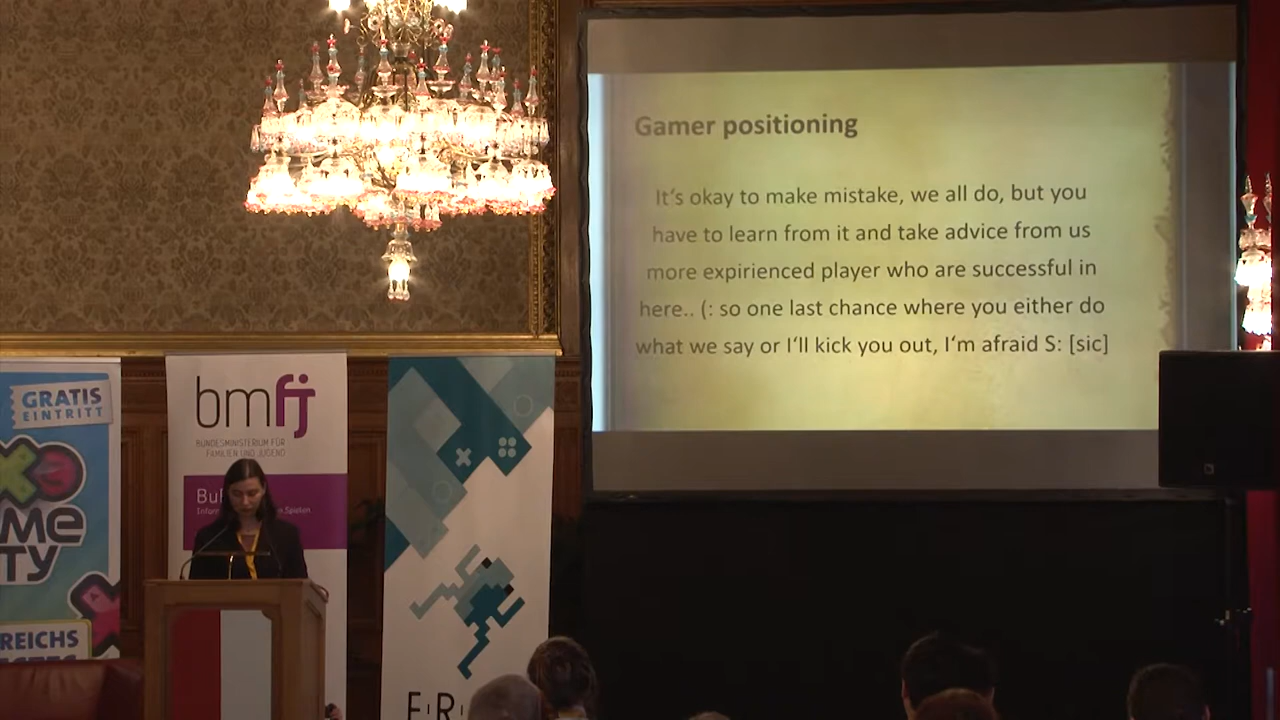 Gamer positioning
It's okay to make mistake, we all do, but you
have to learn from it and take advice from us
more expirienced player who are successful in
here.. (: so one last chance where you either do
what we say or I'll kick you out, I'm afraid S: [sic]
GRATIS
EINTRITT
bmfj
BUNDESMINISTERIUM FÜR
FAMILIEN UND JUGEND
REICHS
F R